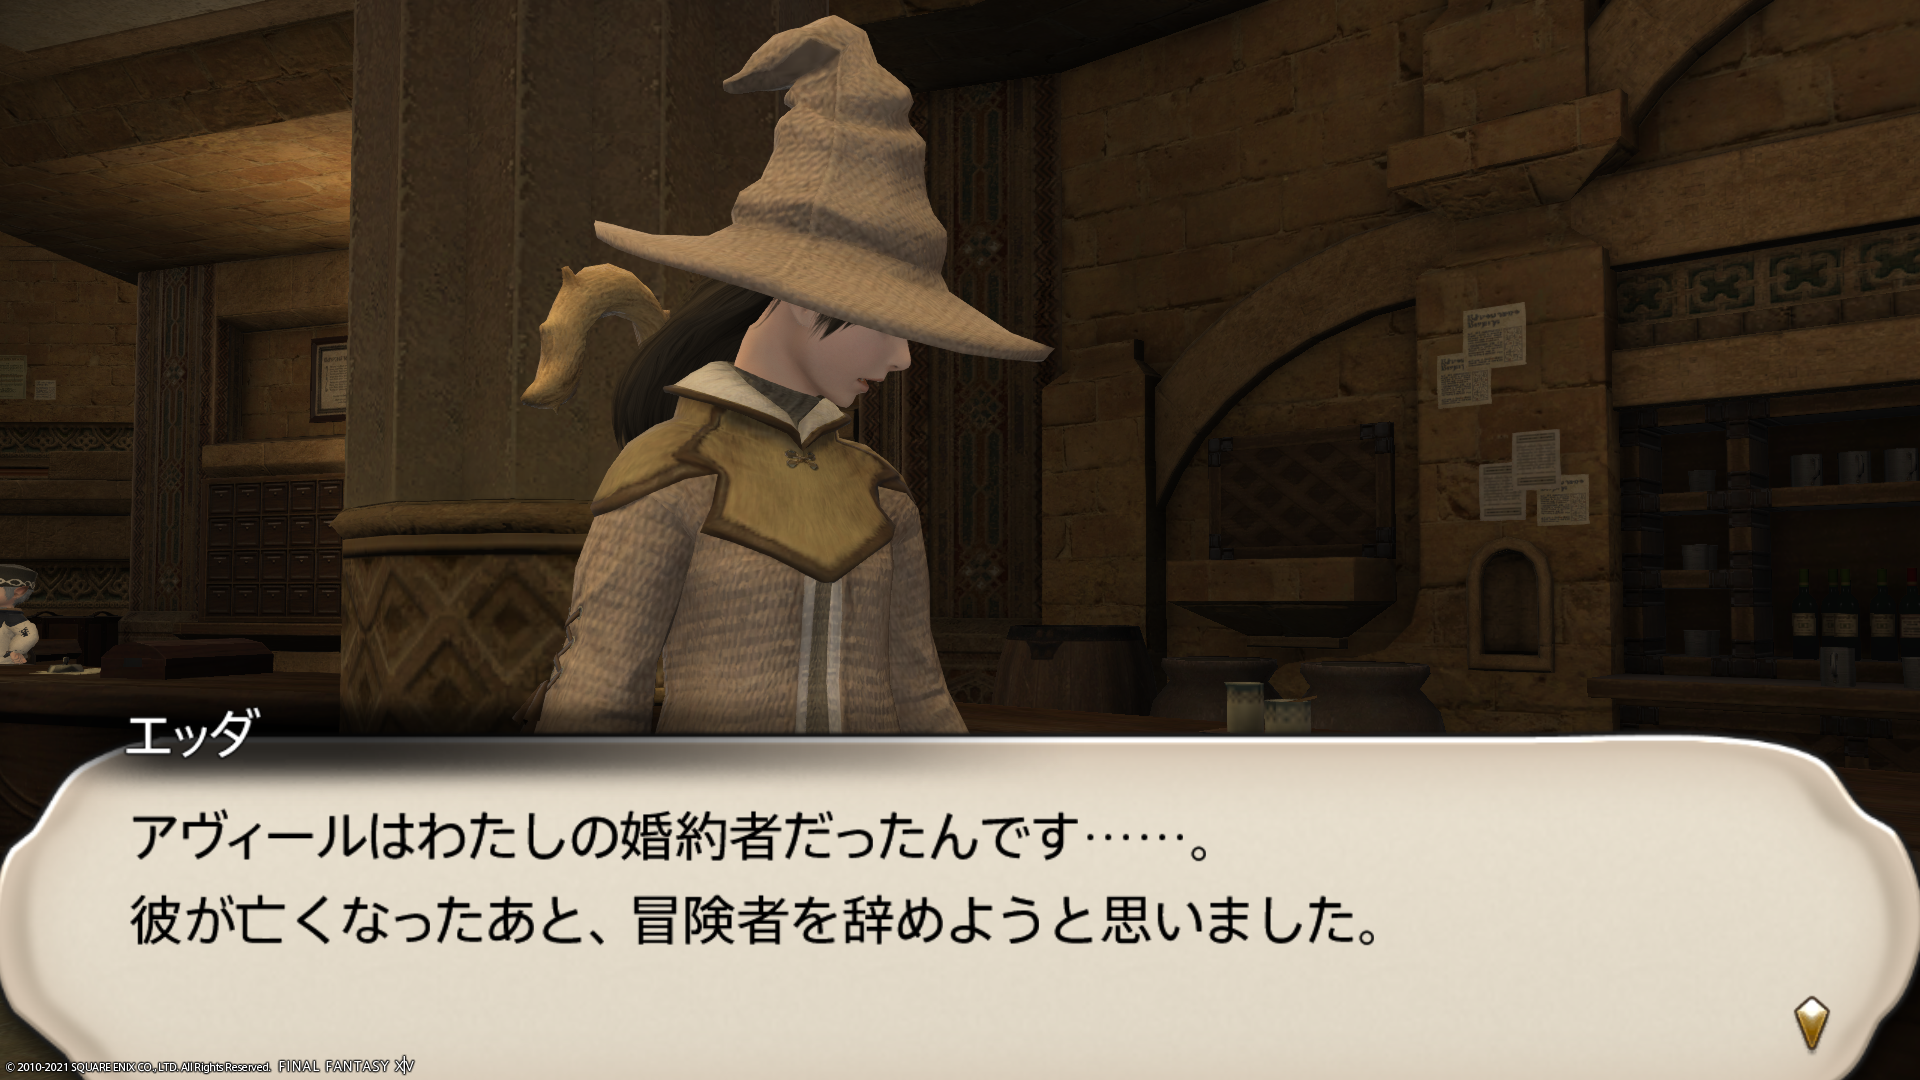 エッダ
アヴィールはわたしの婚約者だったんです……。
彼が亡くなったあと、冒険者を辞めようと思いました。
© 2010-2021 SQUARE ENIX CO., LTD. All Rights Reserved. FINAL FANTASY XIV